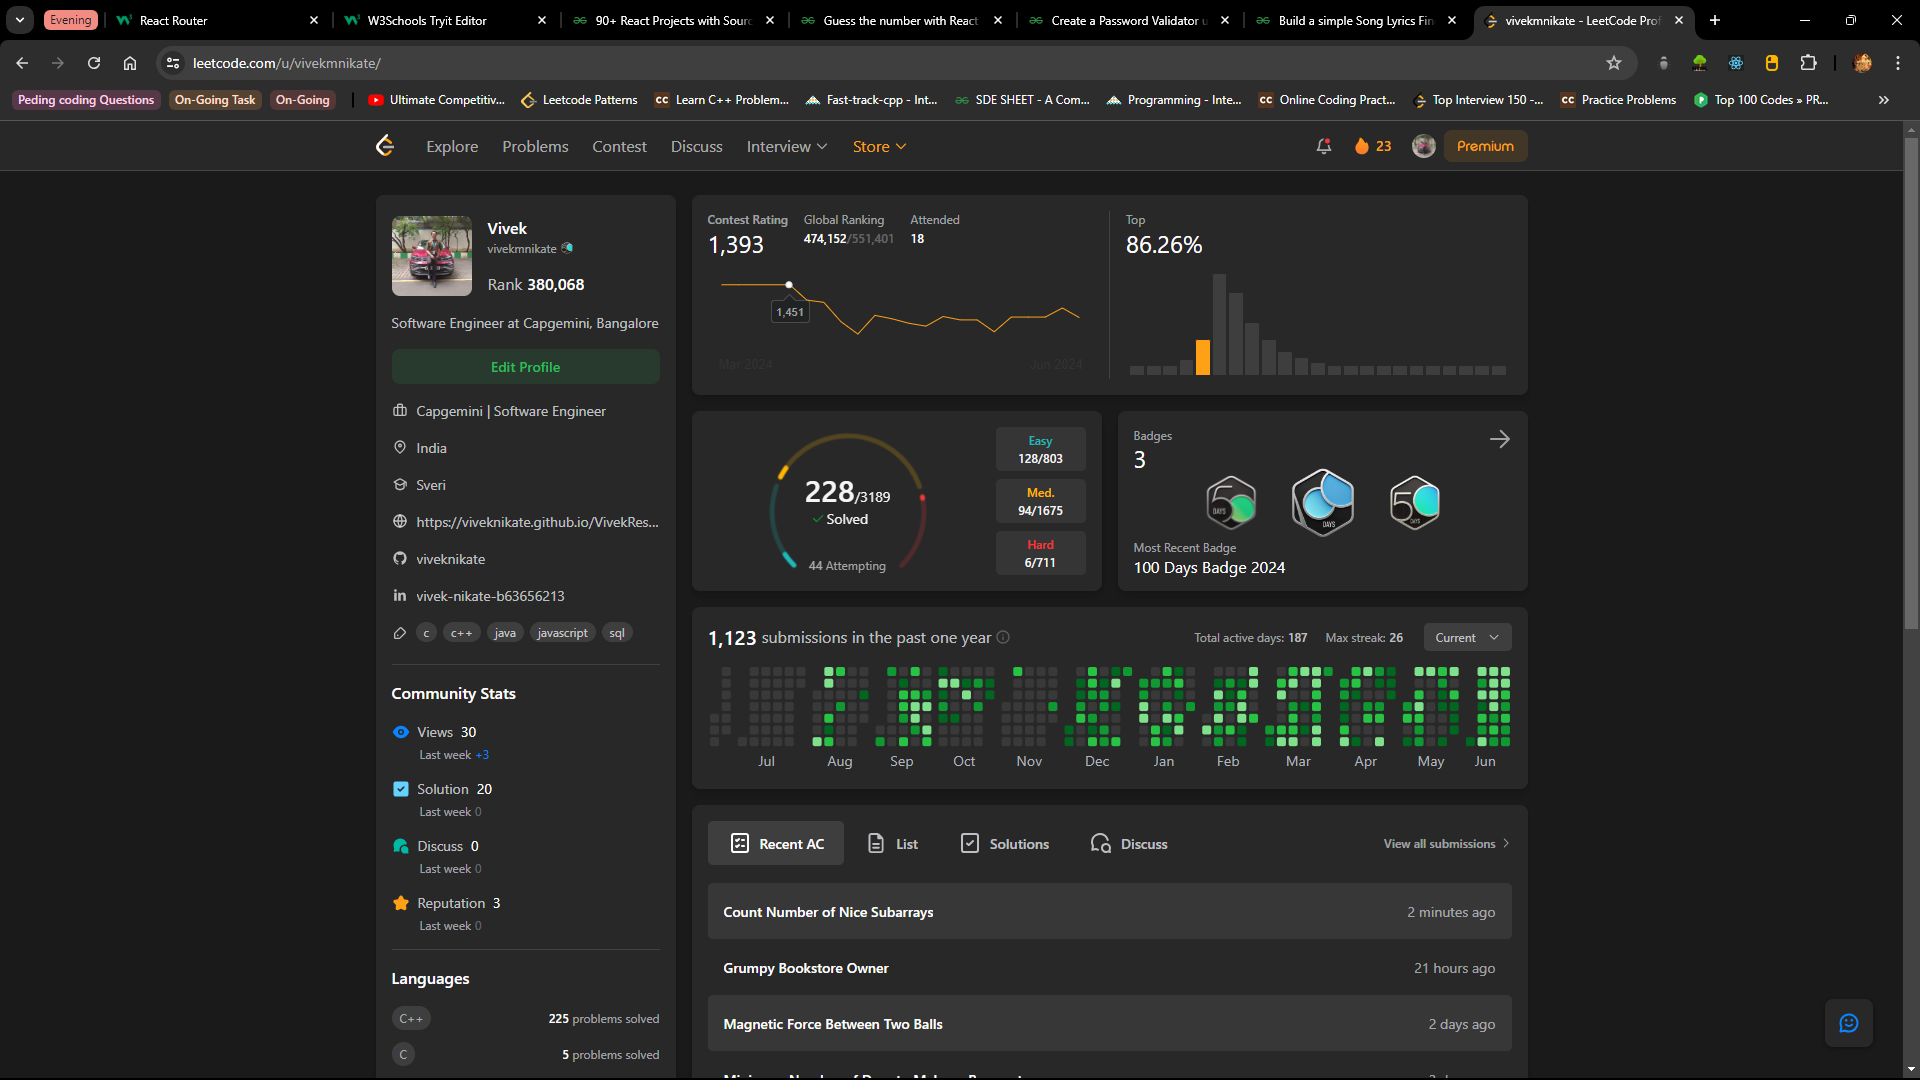 Evening
React Router
W3Schools Tryit Editor
90+ React Projects with Sour
Guess the number with React
Create a Password Validator u
Build a simple Song Lyrics Fin
vivekmnikate - LeetCode Prof
leetcode.com/u/vivekmnikate/
Peding coding Questions
On-Going Task
On-Going
Ultimate Competitiv...
Leetcode Patterns
CC Learn C++ Problem...
Fast-track-cpp - Int...
SDE SHEET - A Com...
Programming - Inte...
CC Online Coding Pract...
Top Interview 150 -...
CC Practice Problems
Top 100 Codes » PR...
Explore
Problems
Contest
Discuss
Interview
Store
23
Premium
Vivek
vivekmnikate
Rank 380,068
Software Engineer at Capgemini, Bangalore
Edit Profile
Capgemini | Software Engineer
India
Sveri
https://viveknikate.github.io/VivekRes...
viveknikate
vivek-nikate-b63656213
c
c++
java
javascript
sql
Community Stats
Views 30
Last week +3
Solution 20
Last week 0
Discuss 0
Last week 0
Reputation 3
Last week 0
Languages
C++
225 problems solved
C
5 problems solved
Contest Rating
1,393
Global Ranking
474,152/551,401
Attended
18
1,451
Mar 2024
Jun 2024
Top
86.26%
228/3189
Solved
44 Attempting
Easy
128/803
Med.
94/1675
Hard
6/711
Badges
3
50
DAYS
DAYS
50
DAYS
Most Recent Badge
100 Days Badge 2024
1,123 submissions in the past one year
Total active days: 187
Max streak: 26
Current
Jul
Aug
Sep
Oct
Nov
Dec
Jan
Feb
Mar
Apr
May
Jun
Recent AC
List
Solutions
Discuss
View all submissions
Count Number of Nice Subarrays
2 minutes ago
Grumpy Bookstore Owner
21 hours ago
Magnetic Force Between Two Balls
2 days ago